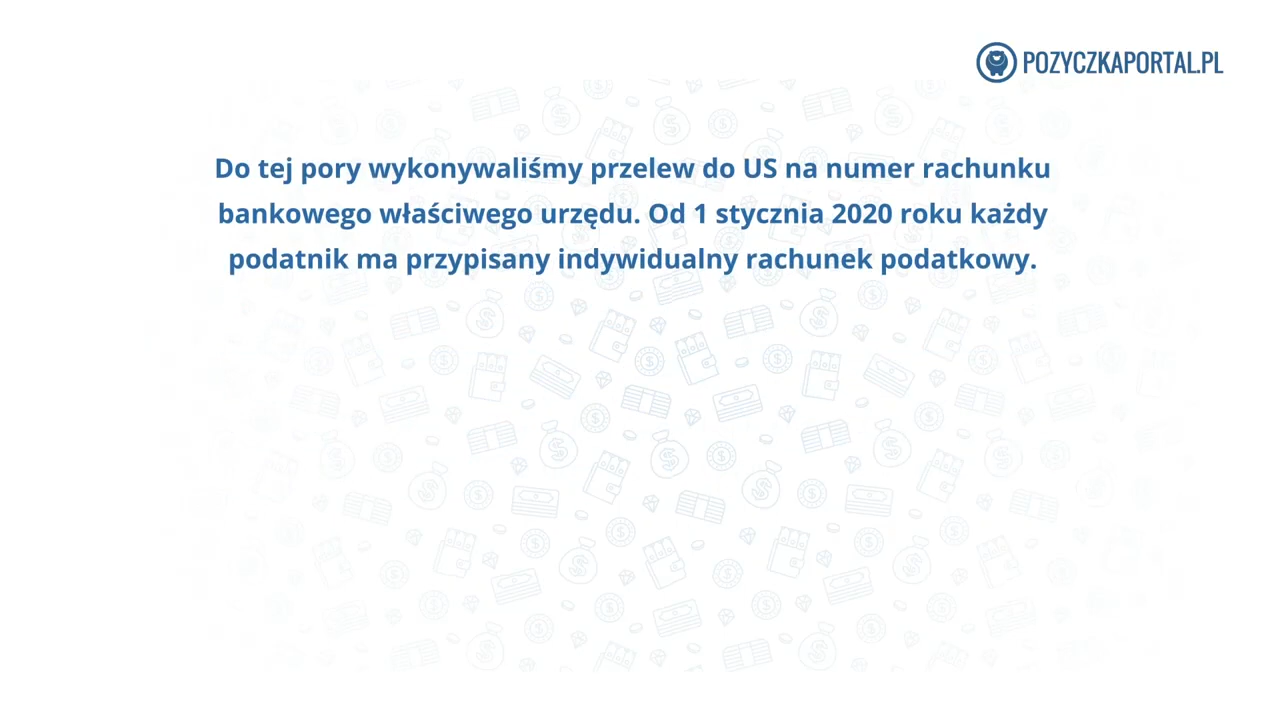 POZYCZKAPORTAL.PL
Do tej pory wykonywaliśmy przelew do US na numer rachunku
bankowego właściwego urzędu. Od 1 stycznia 2020 roku każdy
podatnik ma przypisany indywidualny rachunek podatkowy.